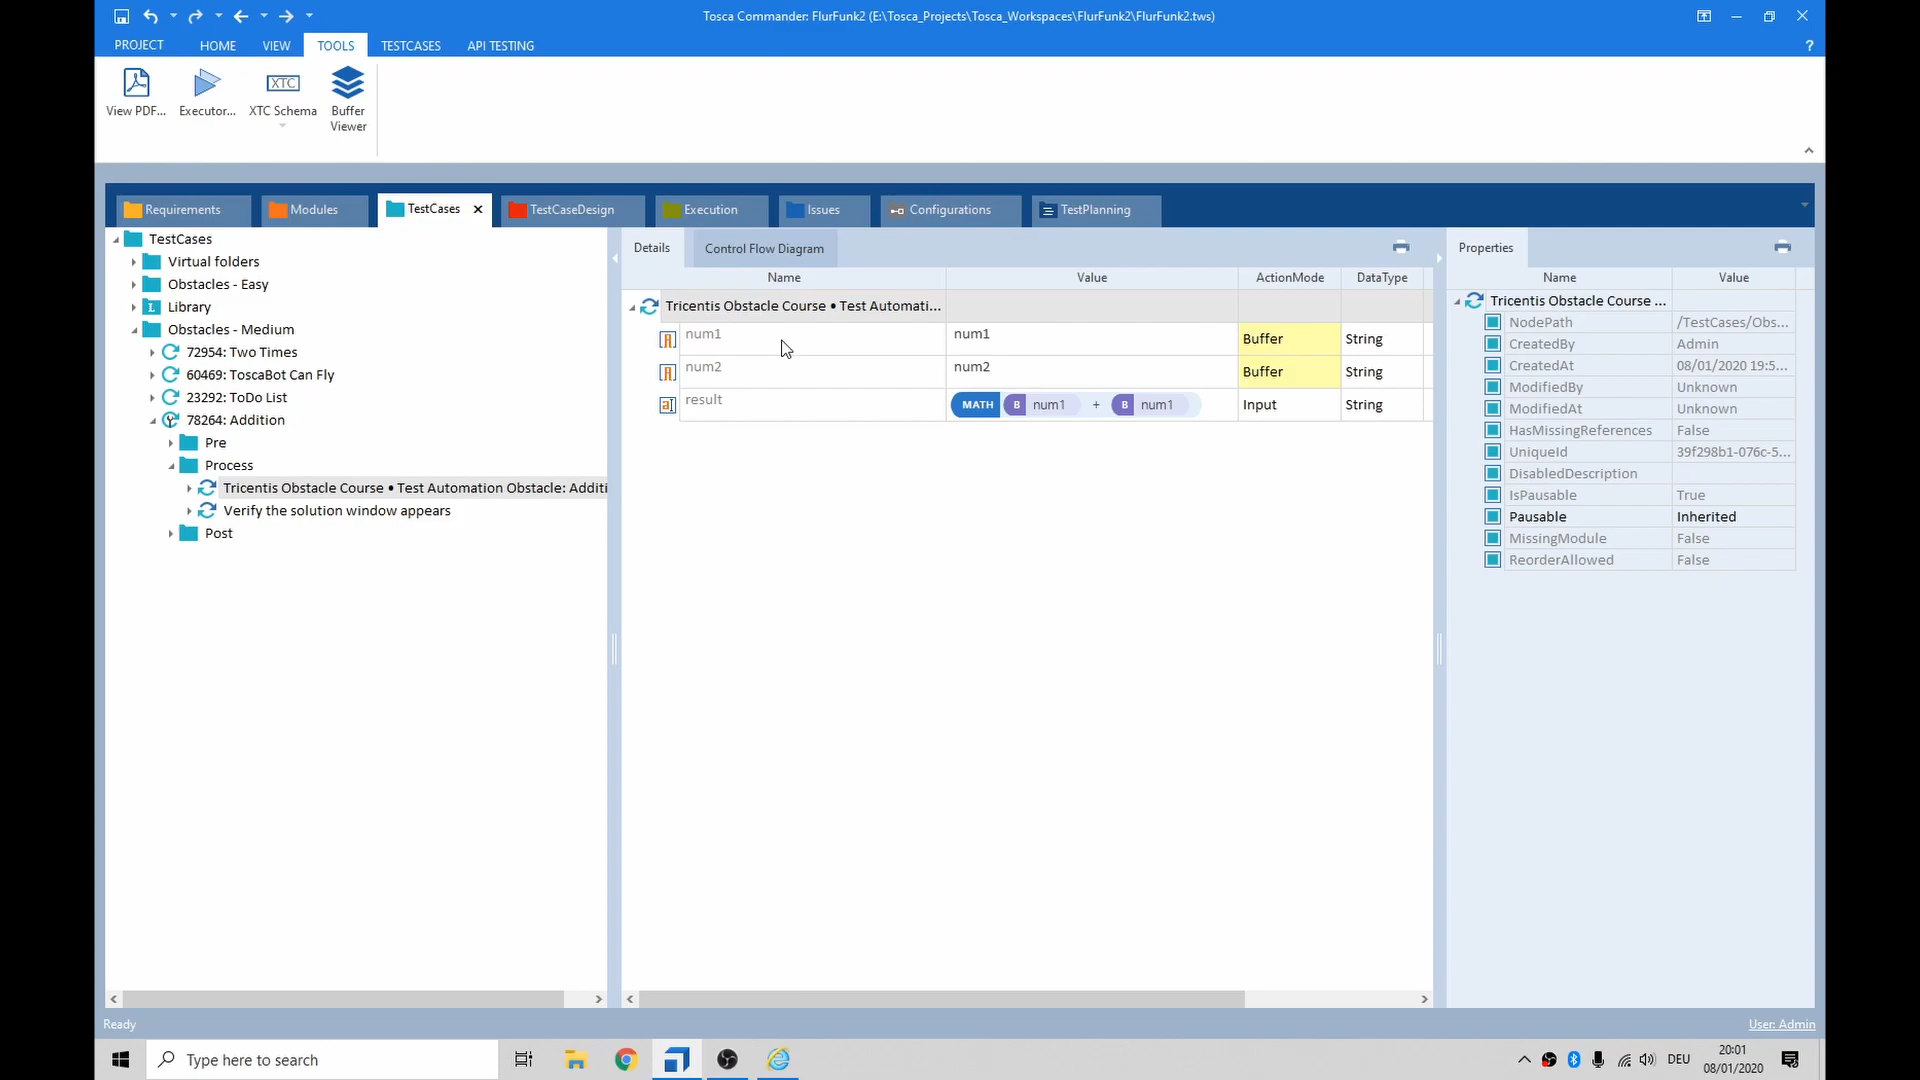 Tosca Commander: FlurFunk2 (E:\Tosca_Projects\Tosca_Workspaces\FlurFunk2\FlurFunk2.tws)
PROJECT HOME VIEW TOOLS TESTCASES API TESTING ?
View PDF... Executor... XTC Schema Buffer Viewer
XTC
Requirements Modules TestCases TestCaseDesign Execution Issues Configurations TestPlanning
TestCases
Virtual folders
Obstacles - Easy
L Library
Obstacles - Medium
72954: Two Times
60469: ToscaBot Can Fly
23292: ToDo List
78264: Addition
Pre
Process
Tricentis Obstacle Course • Test Automation Obstacle: Additi
Verify the solution window appears
Post
Details Control Flow Diagram
Name Value ActionMode DataType
Tricentis Obstacle Course • Test Automati...
num1 num1 Buffer String
num2 num2 Buffer String
result MATH B num1 + B num1 Input String
Properties
Name Value
Tricentis Obstacle Course ...
NodePath /TestCases/Obs...
CreatedBy Admin
CreatedAt 08/01/2020 19:5...
ModifiedBy Unknown
ModifiedAt Unknown
HasMissingReferences False
UniqueId 39f298b1-076c-5...
DisabledDescription
IsPausable True
Pausable Inherited
MissingModule False
ReorderAllowed False
Ready User: Admin
Type here to search DEU 20:01
08/01/2020